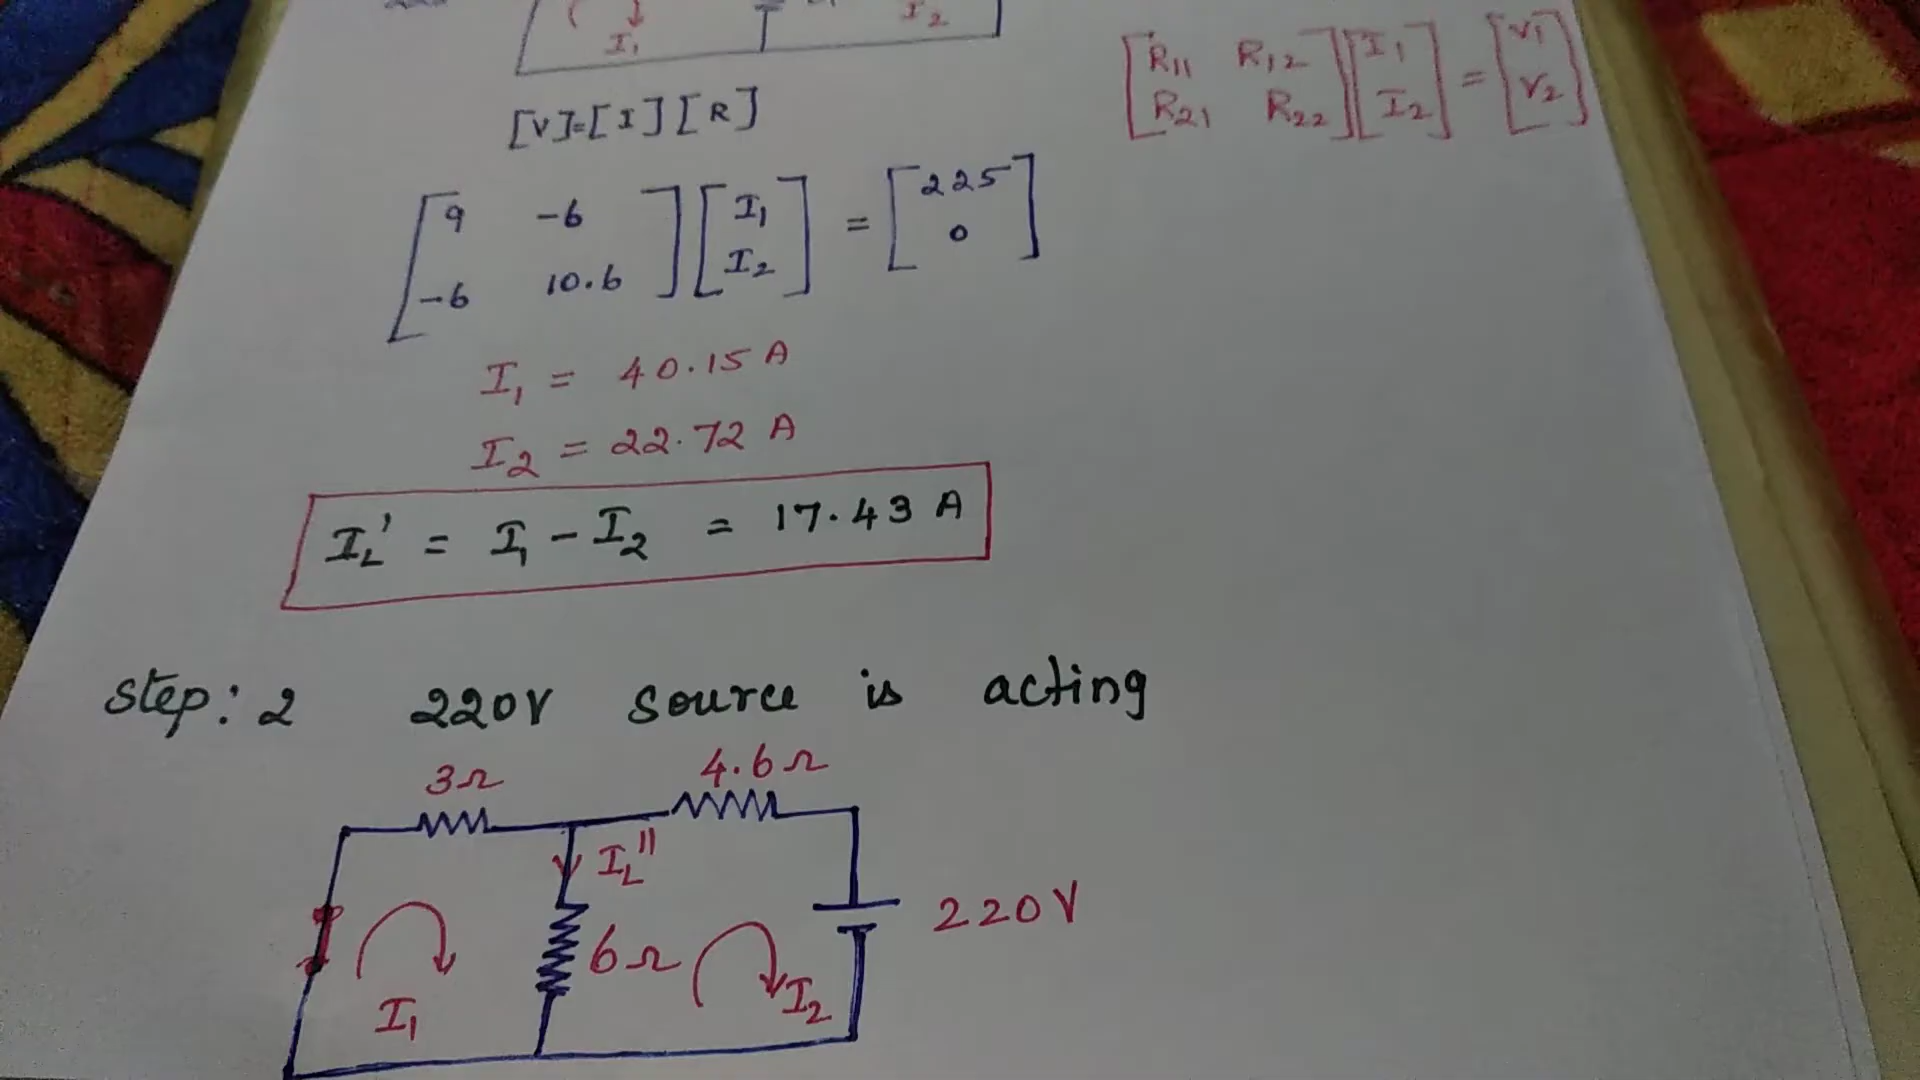 I₁ I₂
[V]=[I][R]
[R₁₁ R₁₂ [I₁ = [V₁
R₂₁ R₂₂] I₂] V₂]
[9 -6 [I₁ = [225
-6 10.6] I₂] 0]
I₁ = 40.15 A
I₂ = 22.72 A
I_L' = I₁ - I₂ = 17.43 A
Step: 2 220V source is acting
3Ω 4.6Ω
I_L"
6Ω 220V
I₁ I₂